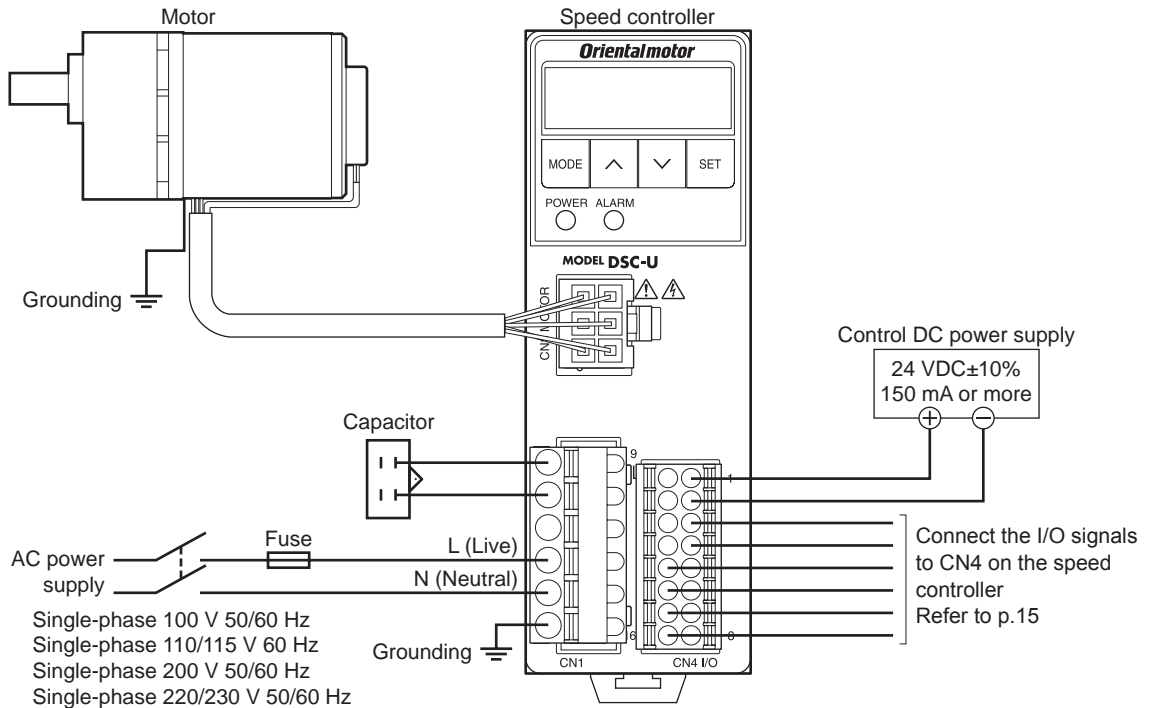 Motor
Speed controller
Orientalmotor
MODE
SET
POWER ALARM
MODEL DSC-U
Grounding
MOTOR
Control DC power supply
24 VDC±10%
150 mA or more
+ −
Capacitor
9
1
Fuse
L (Live)
AC power
supply
N (Neutral)
Connect the I/O signals
to CN4 on the speed
controller
Refer to p.15
Single-phase 100 V 50/60 Hz
Single-phase 110/115 V 60 Hz
Single-phase 200 V 50/60 Hz
Single-phase 220/230 V 50/60 Hz
Grounding
6
8
CN1
CN4 I/O